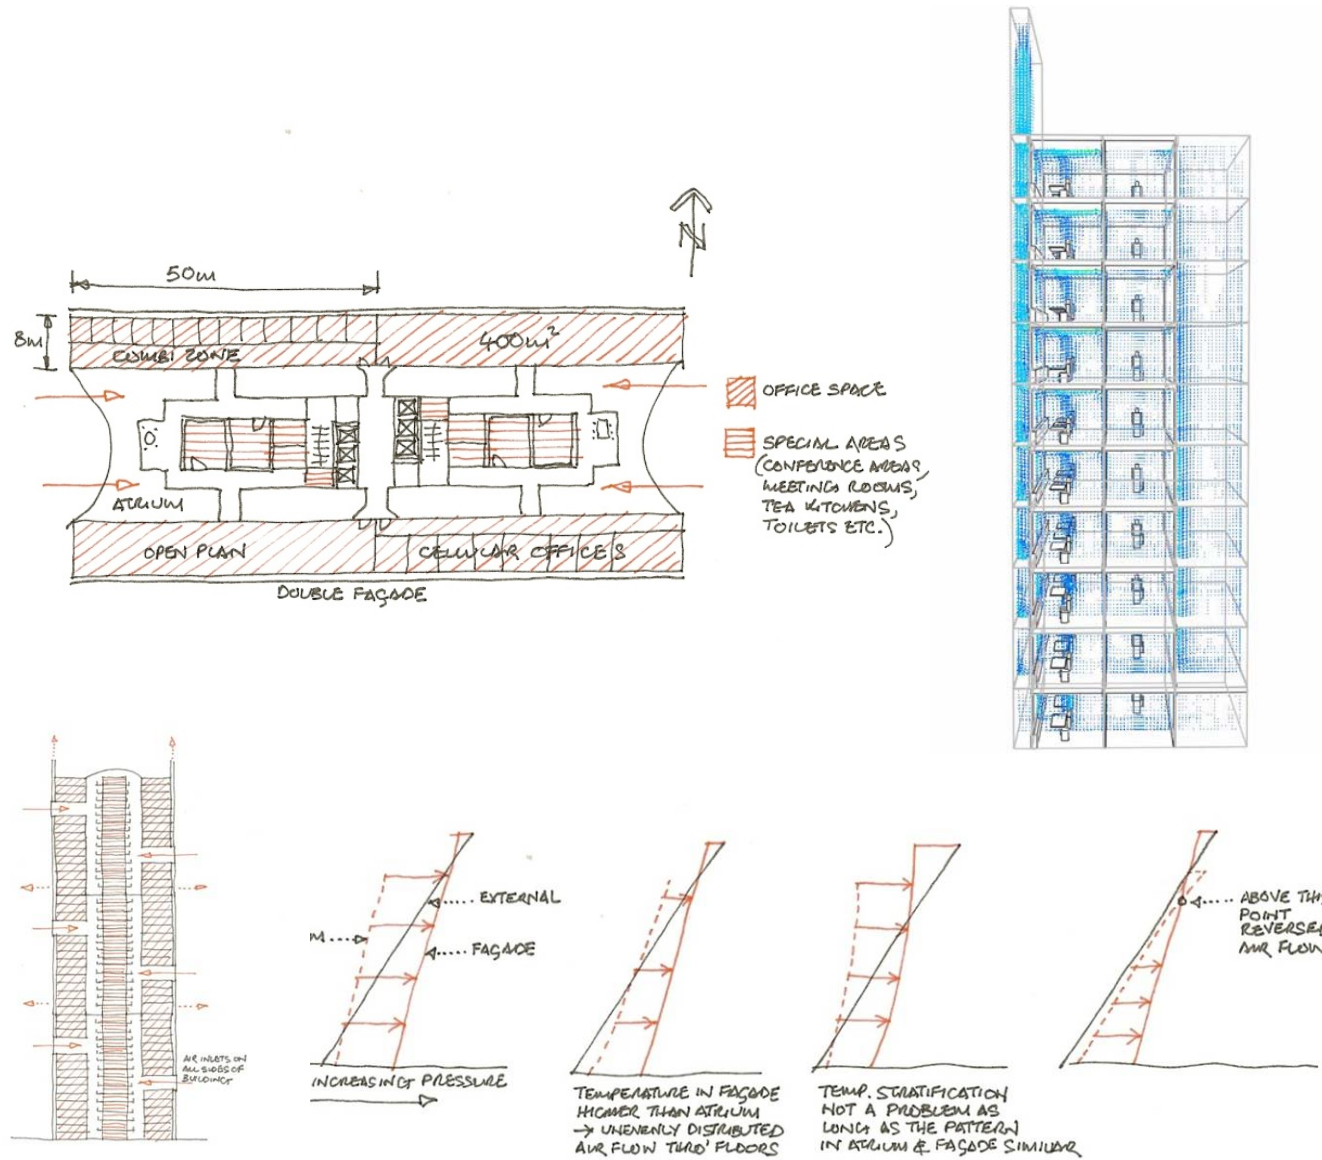 50m
N
8m
COMBI ZONE
400m²
ATRIUM
OPEN PLAN
CELLULAR OFFICES
DOUBLE FAÇADE
OFFICE SPACE
SPECIAL AREAS
(CONFERENCE AREAS,
MEETING ROOMS,
TEA KITCHENS,
TOILETS ETC.)
AIR INLETS ON
ALL SIDES OF
BUILDING
M
EXTERNAL
FAÇADE
INCREASING PRESSURE
TEMPERATURE IN FAÇADE
HIGHER THAN ATRIUM
→ UNEVENLY DISTRIBUTED
AIR FLOW THRO' FLOORS
TEMP. STRATIFICATION
NOT A PROBLEM AS
LONG AS THE PATTERN
IN ATRIUM & FAÇADE SIMILAR
ABOVE THIS
POINT
REVERSED
AIR FLOW